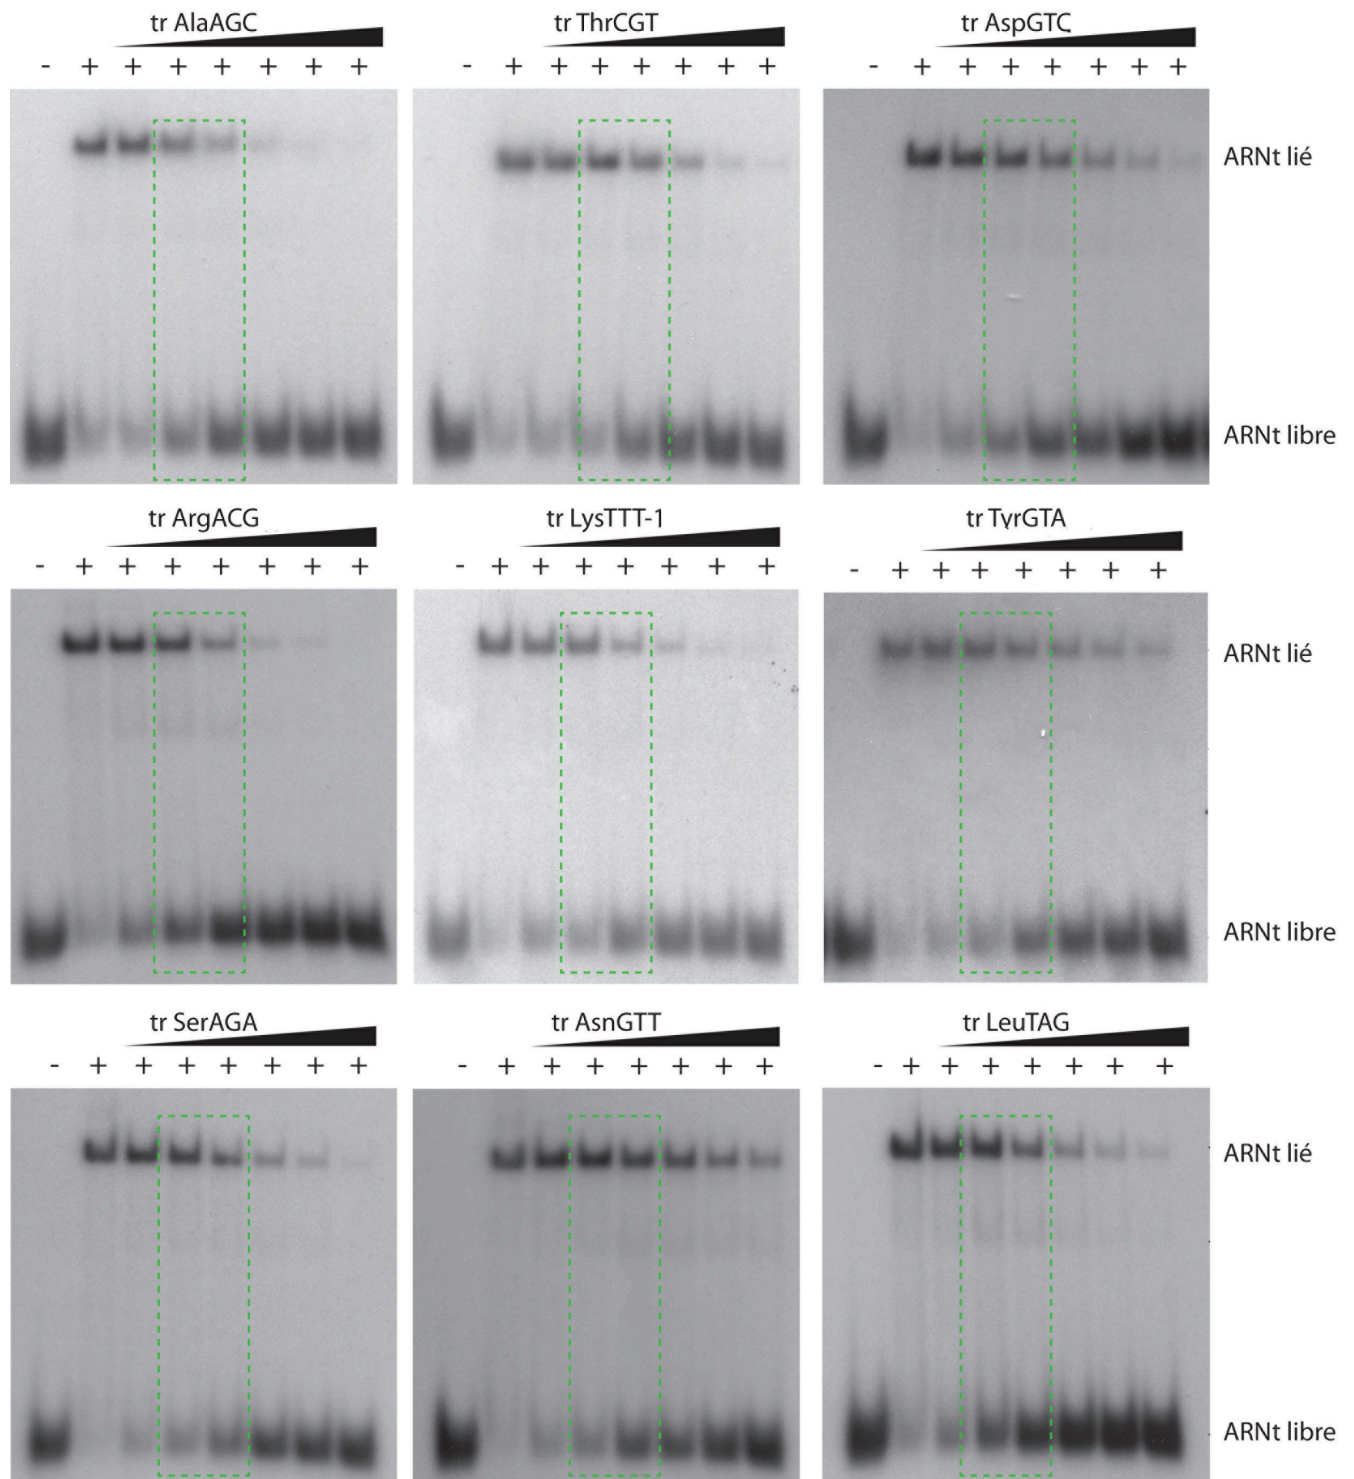 tr AlaAGC tr ThrCGT tr AspGTC
- + + + + + + + - + + + + + + + - + + + + + + +
ARNt lié
ARNt libre
tr ArgACG tr LysTTT-1 tr TyrGTA
- + + + + + + + - + + + + + + + - + + + + + + +
ARNt lié
ARNt libre
tr SerAGA tr AsnGTT tr LeuTAG
- + + + + + + + - + + + + + + + - + + + + + + +
ARNt lié
ARNt libre